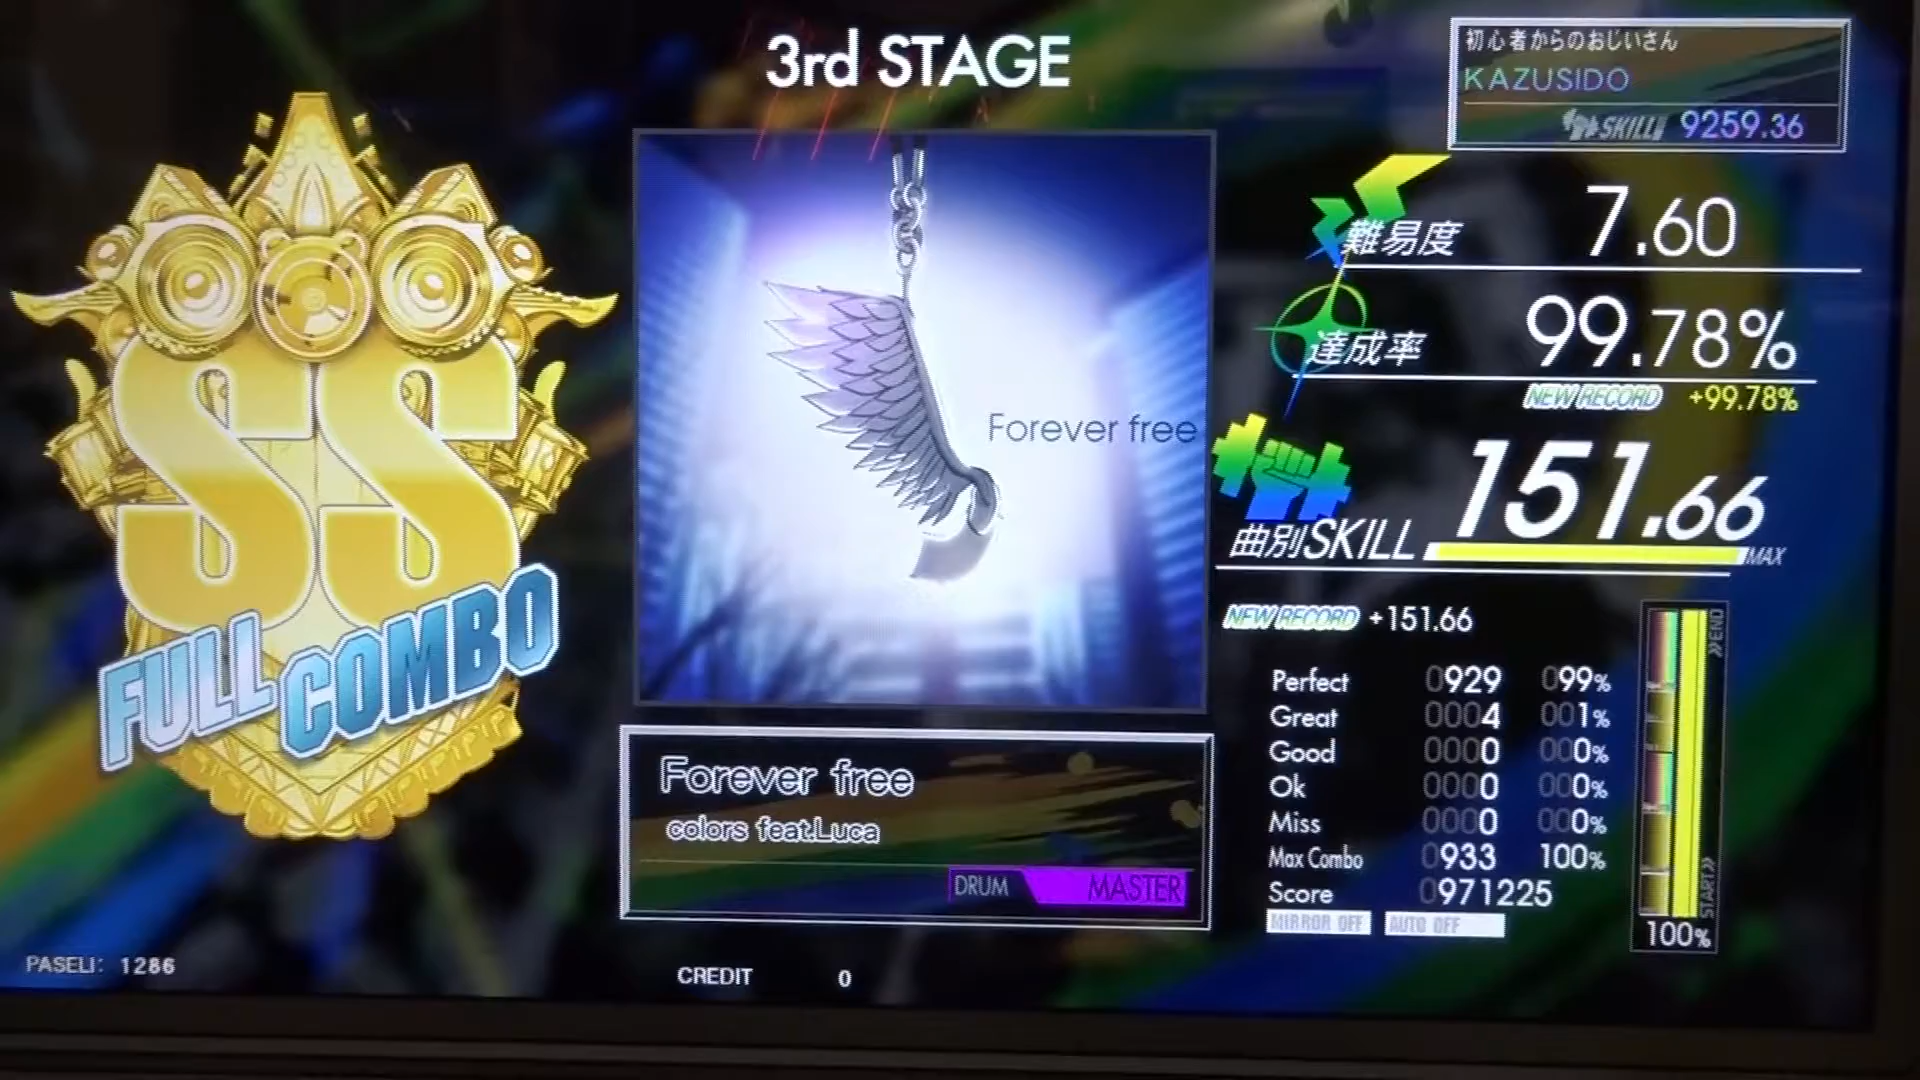 3rd STAGE
初心者からのおじいさん
KAZUSIDO
SKILL 9259.36
難易度 7.60
達成率 99.78%
NEW RECORD +99.78%
曲別SKILL 151.66
MAX
NEW RECORD +151.66
SS
FULL COMBO
Forever free
Forever free
colors feat.Luca
DRUM MASTER
Perfect 0929 099%
Great 0004 001%
Good 0000 000%
Ok 0000 000%
Miss 0000 000%
Max Combo 0933 100%
Score 0971225
MIRROR OFF AUTO OFF
END
START
100%
PASELI: 1286
CREDIT 0